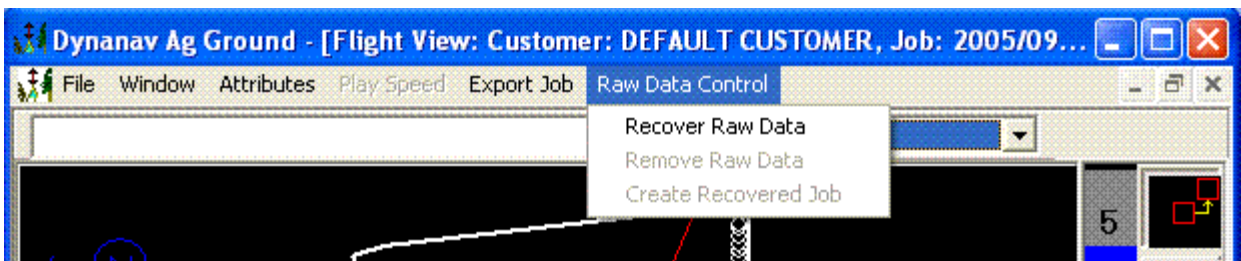 Dynanav Ag Ground - [Flight View: Customer: DEFAULT CUSTOMER, Job: 2005/09...
File Window Attributes Play Speed Export Job Raw Data Control
Recover Raw Data
Remove Raw Data
Create Recovered Job
5
N